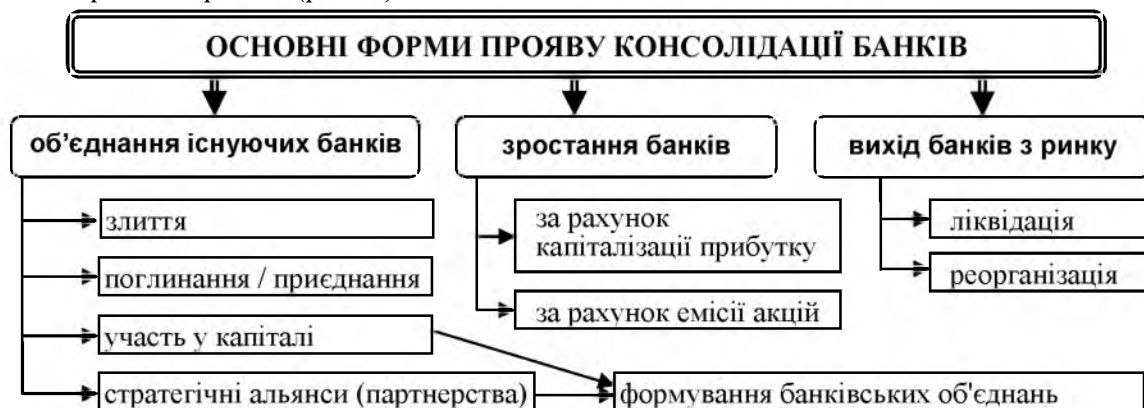 ОСНОВНІ ФОРМИ ПРОЯВУ КОНСОЛІДАЦІЇ БАНКІВ
об’єднання існуючих банків
злиття
поглинання / приєднання
участь у капіталі
стратегічні альянси (партнерства)
формування банківських об'єднань
зростання банків
за рахунок
капіталізації прибутку
за рахунок емісії акцій
вихід банків з ринку
ліквідація
реорганізація